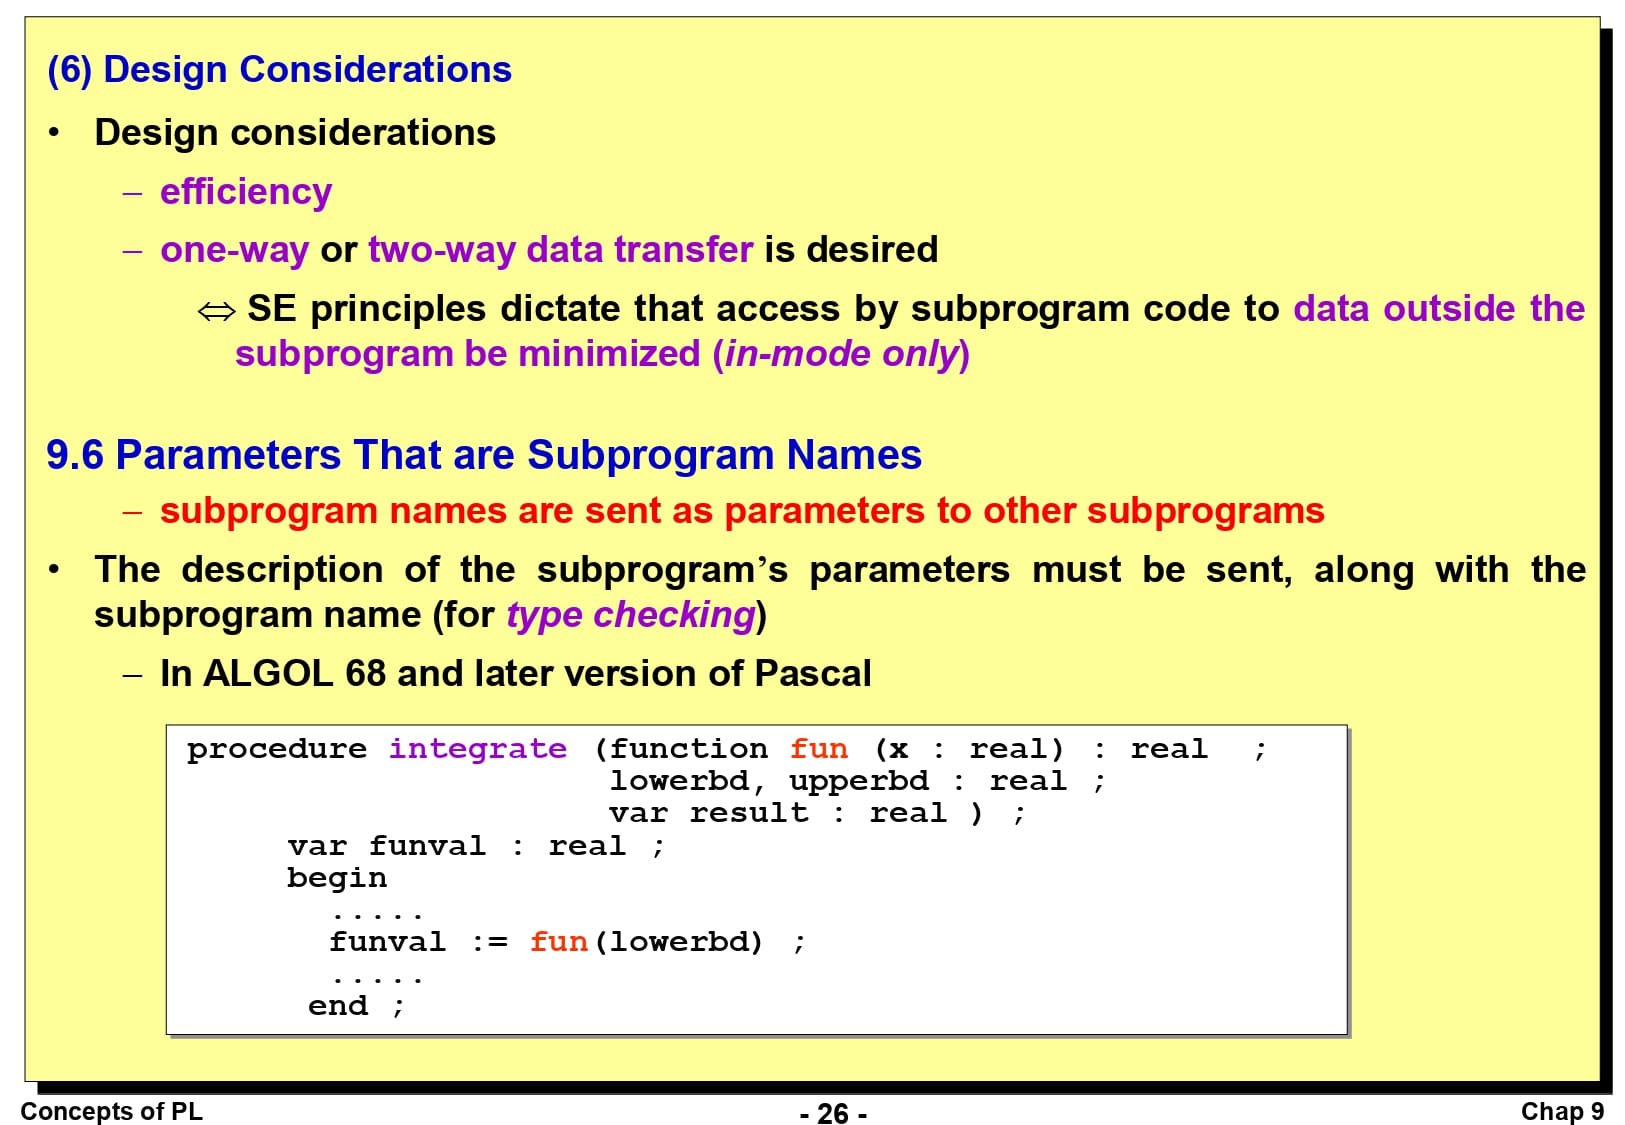 (6) Design Considerations
• Design considerations
– efficiency
– one-way or two-way data transfer is desired
⇔ SE principles dictate that access by subprogram code to data outside the
subprogram be minimized (in-mode only)
9.6 Parameters That are Subprogram Names
– subprogram names are sent as parameters to other subprograms
• The description of the subprogram’s parameters must be sent, along with the
subprogram name (for type checking)
– In ALGOL 68 and later version of Pascal
procedure integrate (function fun (x : real) : real ;
lowerbd, upperbd : real ;
var result : real ) ;
var funval : real ;
begin
.....
funval := fun(lowerbd) ;
.....
end ;
Concepts of PL
- 26 -
Chap 9